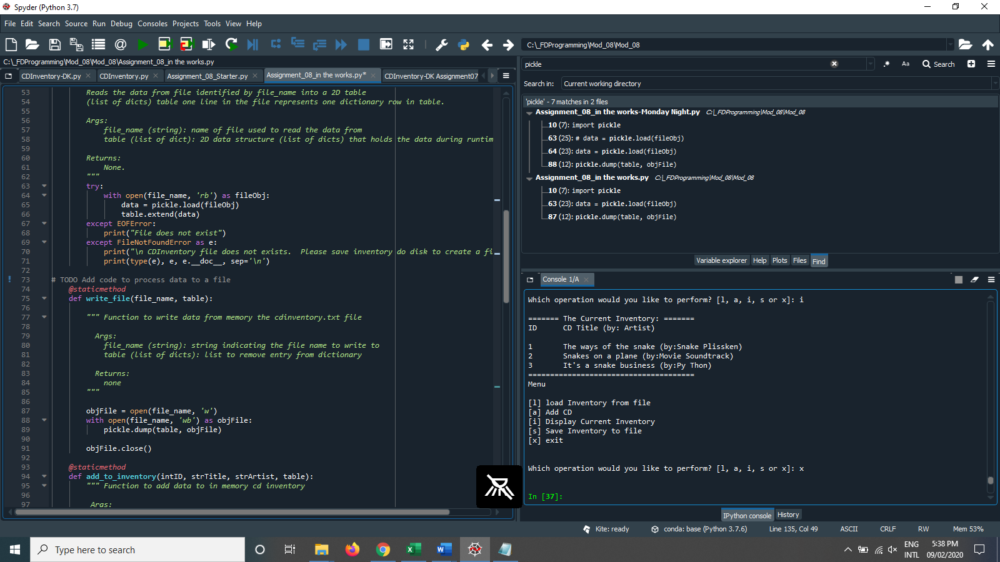 Spyder (Python 3.7)
File Edit Search Source Run Debug Consoles Projects Tools View Help
C:\_FDProgramming\Mod_08\Mod_08
C:\_FDProgramming\Mod_08\Mod_08\Assignment_08_in the works.py
CDInventory-DK.py CDInventory.py Assignment_08_Starter.py Assignment_08_in the works.py* CDInventory-DK Assignment07
53 Reads the data from file identified by file_name into a 2D table
54 (list of dicts) table one line in the file represents one dictionary row in table.
55
56 Args:
57 file_name (string): name of file used to read the data from
58 table (list of dict): 2D data structure (list of dicts) that holds the data during runtim
59
60 Returns:
61 None.
62 """
63 try:
64 with open(file_name, 'rb') as fileObj:
65 data = pickle.load(fileObj)
66 table.extend(data)
67 except EOFError:
68 print("File does not exist")
69 except FileNotFoundError as e:
70 print("\n CDInventory file does not exists.  Please save inventory do disk to create a fi
71 print(type(e), e, e.__doc__, sep='\n')
72
73 # TODO Add code to process data to a file
74 @staticmethod
75 def write_file(file_name, table):
76
77 """ Function to write data from memory the cdinventory.txt file
78
79 Args:
80 file_name (string): string indicating the file name to write to
81 table (list of dicts): list to remove entry from dictionary
82
83 Returns:
84 none
85 """
86
87 objFile = open(file_name, 'w')
88 with open(file_name, 'wb') as objFile:
89 pickle.dump(table, objFile)
90
91 objFile.close()
92
93 @staticmethod
94 def add_to_inventory(intID, strTitle, strArtist, table):
95 """ Function to add data to in memory cd inventory
96
97 Args:
pickle
.* Aa Search
Search in: Current working directory
'pickle' - 7 matches in 2 files
Assignment_08_in the works-Monday Night.py C:\_FDProgramming\Mod_08\Mod_08
10 (7): import pickle
63 (25): # data = pickle.load(fileObj)
64 (23): data = pickle.load(fileObj)
88 (12): pickle.dump(table, objFile)
Assignment_08_in the works.py C:\_FDProgramming\Mod_08\Mod_08
10 (7): import pickle
63 (23): data = pickle.load(fileObj)
87 (12): pickle.dump(table, objFile)
Variable explorer Help Plots Files Find
Console 1/A
Which operation would you like to perform? [l, a, i, s or x]: i
======= The Current Inventory: =======
ID CD Title (by: Artist)
1 The ways of the snake (by:Snake Plissken)
2 Snakes on a plane (by:Movie Soundtrack)
3 It's a snake business (by:Py Thon)
======================================
Menu
[l] load Inventory from file
[a] Add CD
[i] Display Current Inventory
[s] Save Inventory to file
[x] exit
Which operation would you like to perform? [l, a, i, s or x]: x
In [37]:
IPython console History
Kite: ready conda: base (Python 3.7.6) Line 135, Col 49 ASCII CRLF RW Mem 53%
Type here to search
ENG
INTL
5:38 PM
09/02/2020